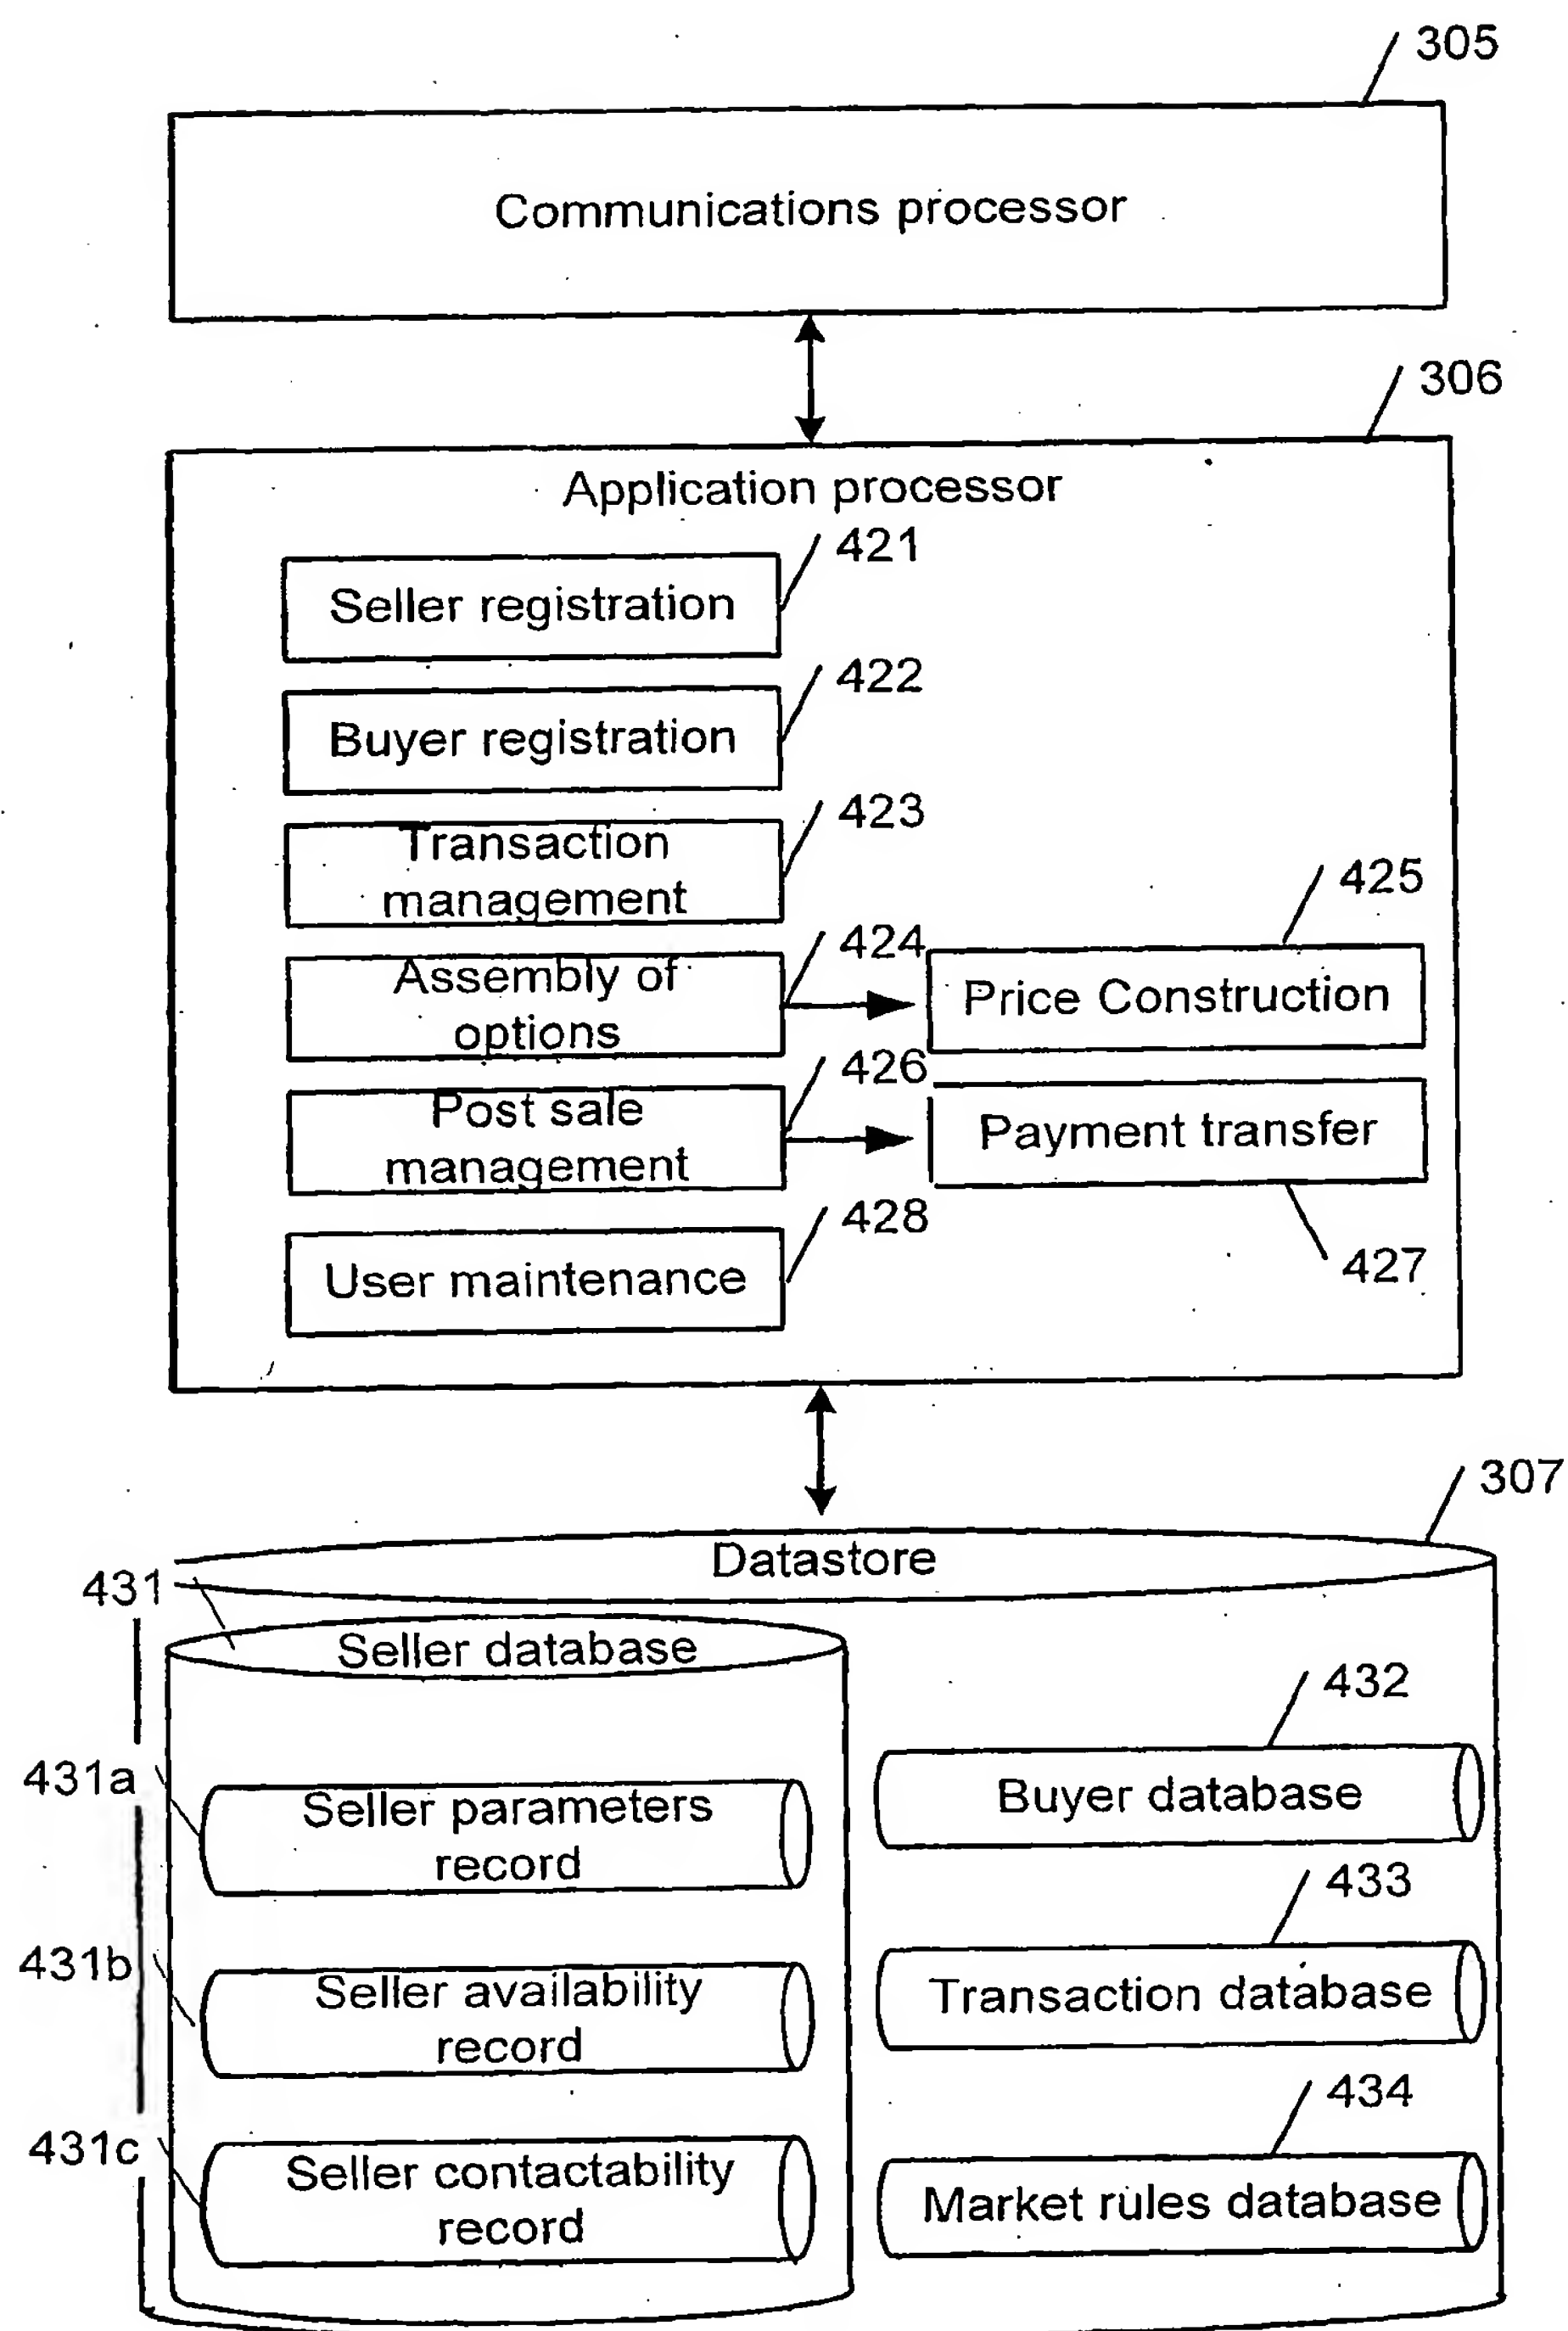 305
Communications processor
306
Application processor
421
Seller registration
422
Buyer registration
423
Transaction
management
424
Assembly of
options
425
Price Construction
426
Post sale
management
Payment transfer
427
428
User maintenance
307
Datastore
431
Seller database
431a
Seller parameters
record
431b
Seller availability
record
431c
Seller contactability
record
432
Buyer database
433
Transaction database
434
Market rules database